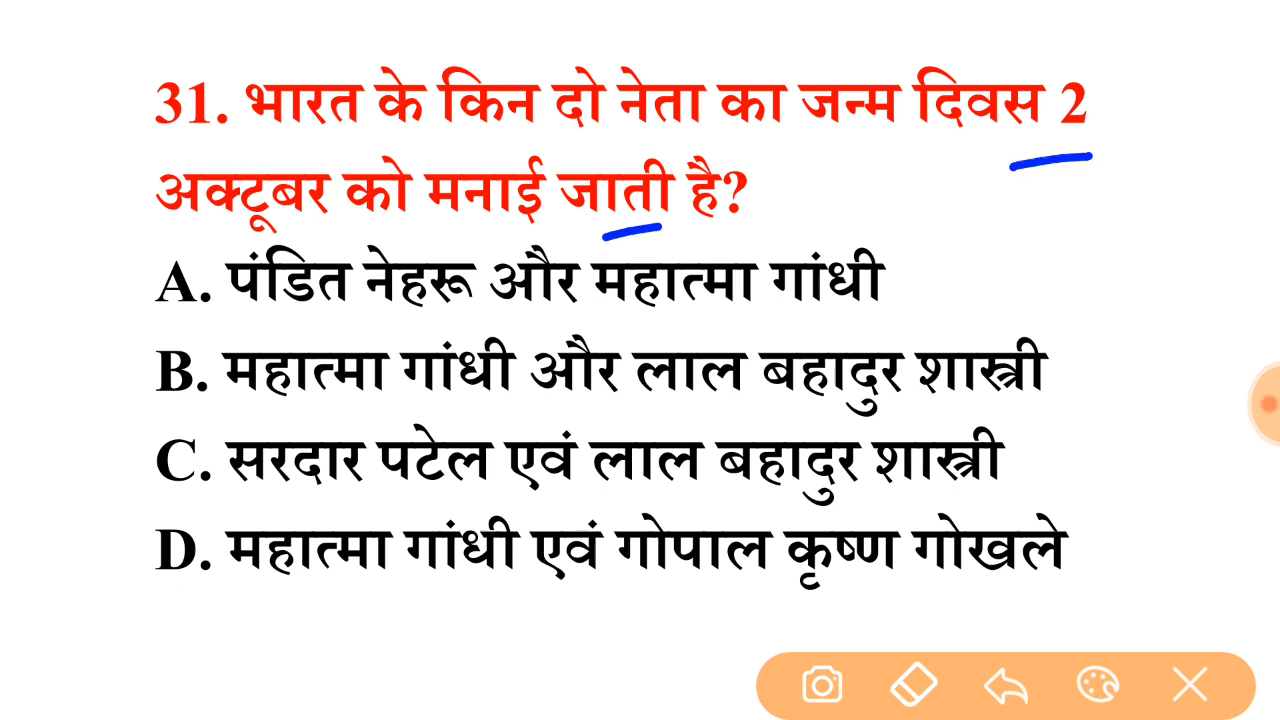 31. भारत के किन दो नेता का जन्म दिवस 2
अक्टूबर को मनाई जाती है?
A. पंडित नेहरू और महात्मा गांधी
B. महात्मा गांधी और लाल बहादुर शास्त्री
C. सरदार पटेल एवं लाल बहादुर शास्त्री
D. महात्मा गांधी एवं गोपाल कृष्ण गोखले